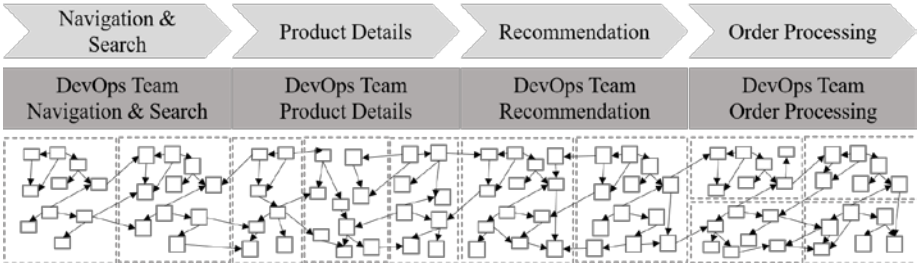 Navigation &
Search
Product Details
Recommendation
Order Processing
DevOps Team
Navigation & Search
DevOps Team
Product Details
DevOps Team
Recommendation
DevOps Team
Order Processing